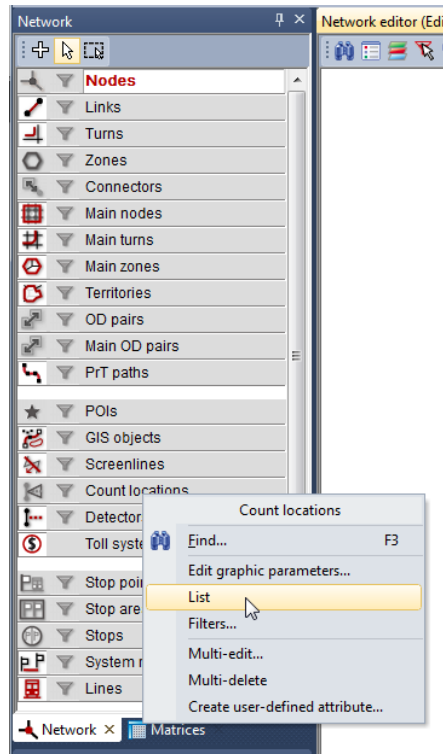 Network
Network editor (Edi
Nodes
Links
Turns
Zones
Connectors
Main nodes
Main turns
Main zones
Territories
OD pairs
Main OD pairs
PrT paths
POIs
GIS objects
Screenlines
Count locations
Detector
Toll syste
Stop poi
Stop are
Stops
System r
Lines
Count locations
Find... F3
Edit graphic parameters...
List
Filters...
Multi-edit...
Multi-delete
Create user-defined attribute...
Network
Matrices